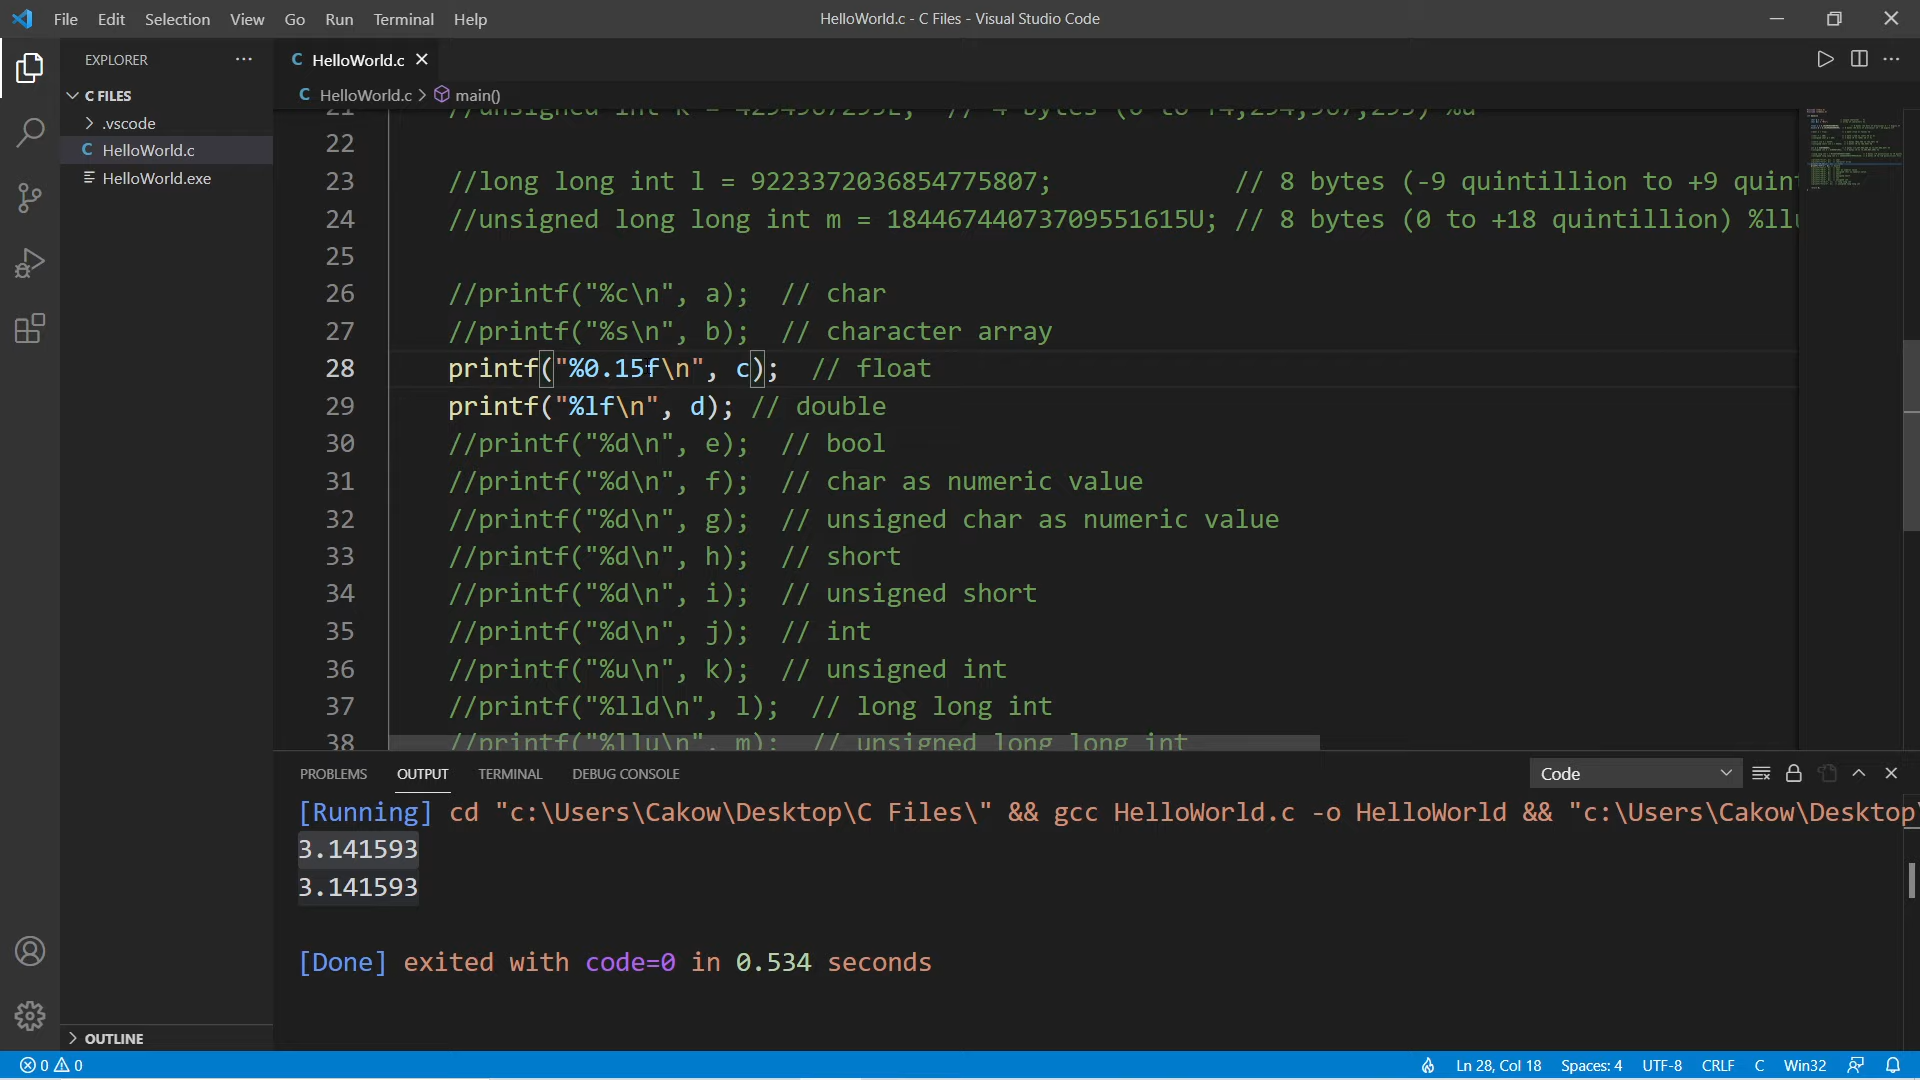 File Edit Selection View Go Run Terminal Help
HelloWorld.c - C Files - Visual Studio Code
EXPLORER
C FILES
.vscode
C HelloWorld.c
HelloWorld.exe
OUTLINE
C HelloWorld.c
C HelloWorld.c > main()
21 //unsigned int k = 4294967295U; // 4 bytes (0 to +4,294,967,295) %u
22
23 //long long int l = 9223372036854775807; // 8 bytes (-9 quintillion to +9 quin
24 //unsigned long long int m = 18446744073709551615U; // 8 bytes (0 to +18 quintillion) %llu
25
26 //printf("%c\n", a); // char
27 //printf("%s\n", b); // character array
28 printf("%0.15f\n", c); // float
29 printf("%lf\n", d); // double
30 //printf("%d\n", e); // bool
31 //printf("%d\n", f); // char as numeric value
32 //printf("%d\n", g); // unsigned char as numeric value
33 //printf("%d\n", h); // short
34 //printf("%d\n", i); // unsigned short
35 //printf("%d\n", j); // int
36 //printf("%u\n", k); // unsigned int
37 //printf("%lld\n", l); // long long int
38 //printf("%llu\n", m); // unsigned long long int
PROBLEMS OUTPUT TERMINAL DEBUG CONSOLE
Code
[Running] cd "c:\Users\Cakow\Desktop\C Files\" && gcc HelloWorld.c -o HelloWorld && "c:\Users\Cakow\Desktop\
3.141593
3.141593
[Done] exited with code=0 in 0.534 seconds
0 0
Ln 28, Col 18 Spaces: 4 UTF-8 CRLF C Win32